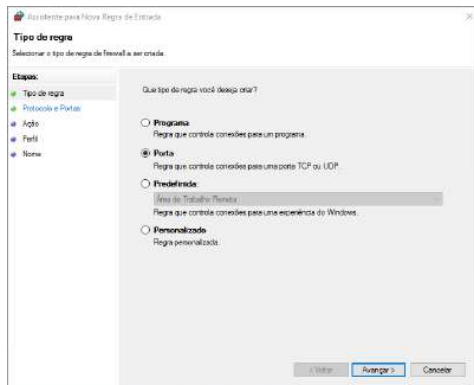 Assistente para Nova Regra de Entrada
Tipo de regra
Selecionar o tipo de regra de firewall a ser criada.
Etapas:
Tipo de regra
Protocolo e Portas
Ação
Perfil
Nome
Que tipo de regra você deseja criar?
Programa
Regra que controla conexões para um programa.
Porta
Regra que controla conexões para uma porta TCP ou UDP.
Predefinida:
Área de Trabalho Remota
Regra que controla conexões para uma experiência do Windows.
Personalizado
Regra personalizada.
< Voltar
Avançar >
Cancelar